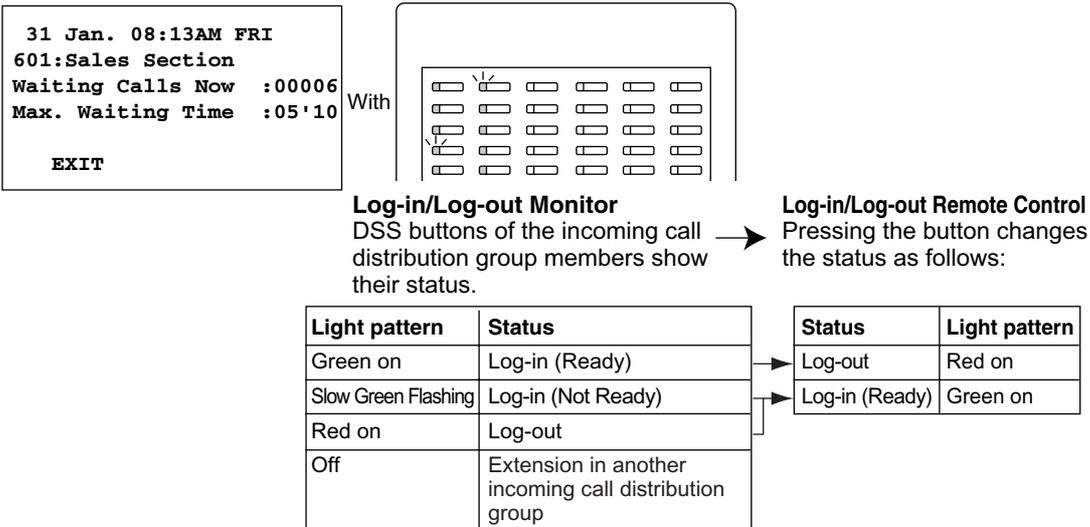 31 Jan. 08:13AM FRI
601:Sales Section
Waiting Calls Now :00006
Max. Waiting Time :05'10
EXIT
With
Log-in/Log-out Monitor
DSS buttons of the incoming call
distribution group members show
their status.
Log-in/Log-out Remote Control
Pressing the button changes
the status as follows:
Light pattern Status
Green on Log-in (Ready)
Slow Green Flashing Log-in (Not Ready)
Red on Log-out
Off Extension in another
incoming call distribution
group
Status Light pattern
Log-out Red on
Log-in (Ready) Green on